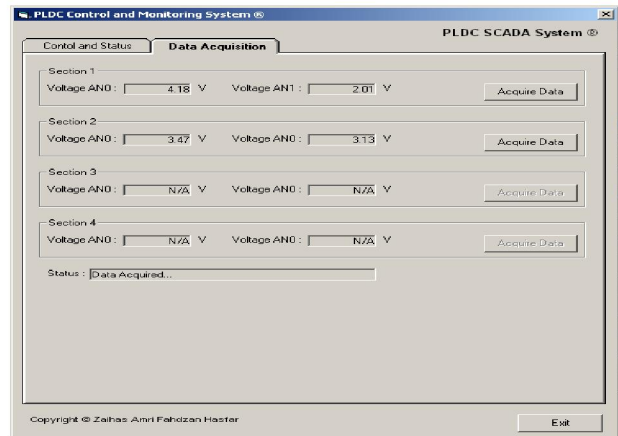 PLDC Control and Monitoring System ®
PLDC SCADA System ®
Contol and Status Data Acquisition
Section 1
Voltage AN0 : 4.18 V Voltage AN1 : 2.01 V Acquire Data
Section 2
Voltage AN0 : 3.47 V Voltage AN0 : 3.13 V Acquire Data
Section 3
Voltage AN0 : N/A V Voltage AN0 : N/A V Acquire Data
Section 4
Voltage AN0 : N/A V Voltage AN0 : N/A V Acquire Data
Status : Data Acquired...
Copyright © Zaihas Amri Fahdzan Hasfar Exit